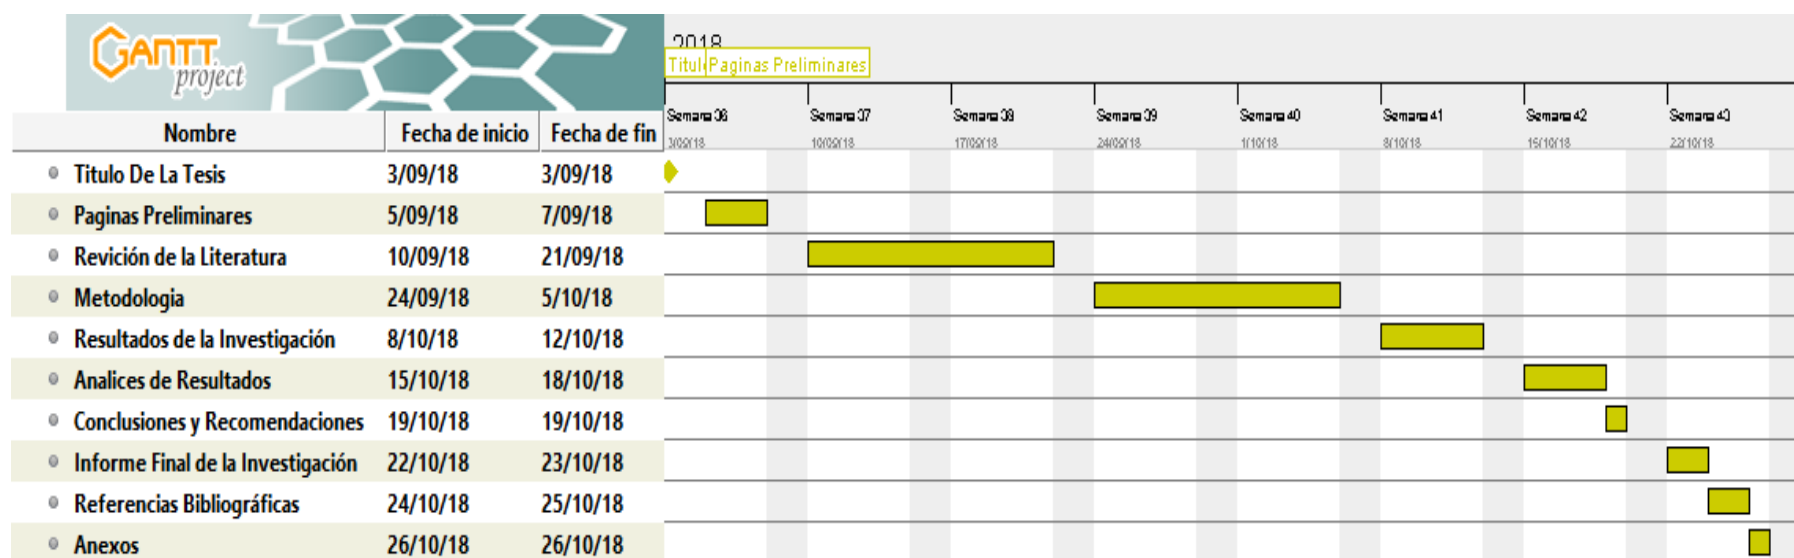 GANTT
project
2018
Titul Paginas Preliminares
Semana 36 Semana 37 Semana 38 Semana 39 Semana 40 Semana 41 Semana 42 Semana 43
Nombre Fecha de inicio Fecha de fin
3/09/18 10/09/18 17/09/18 24/09/18 1/10/18 8/10/18 15/10/18 22/10/18
Titulo De La Tesis 3/09/18 3/09/18
Paginas Preliminares 5/09/18 7/09/18
Revición de la Literatura 10/09/18 21/09/18
Metodologia 24/09/18 5/10/18
Resultados de la Investigación 8/10/18 12/10/18
Analices de Resultados 15/10/18 18/10/18
Conclusiones y Recomendaciones 19/10/18 19/10/18
Informe Final de la Investigación 22/10/18 23/10/18
Referencias Bibliográficas 24/10/18 25/10/18
Anexos 26/10/18 26/10/18